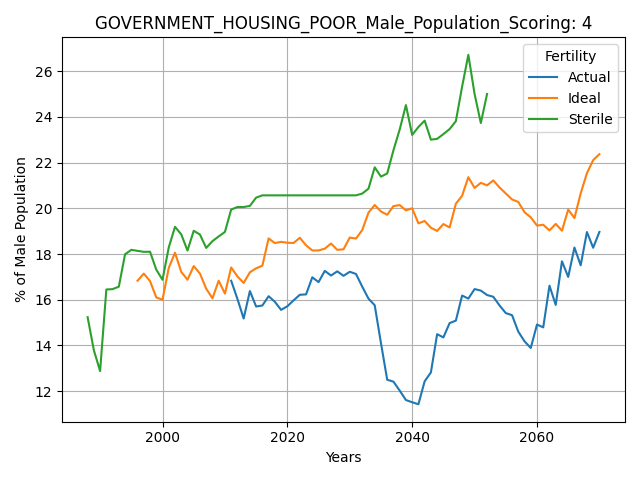 GOVERNMENT_HOUSING_POOR_Male_Population_Scoring: 4
Fertility
Actual
Ideal
Sterile
% of Male Population
26
24
22
20
18
16
14
12
2000 2020 2040 2060
Years